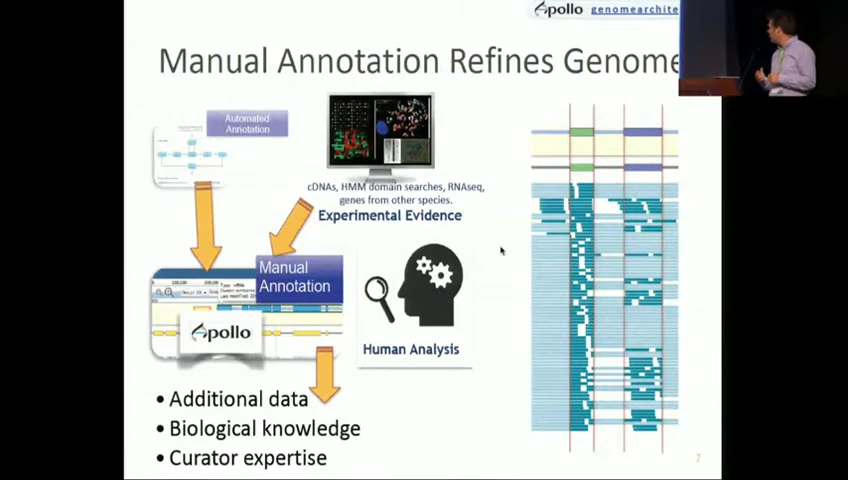 Apollo genomearchite
Manual Annotation Refines Genome
Automated
Annotation
cDNAs, HMM domain searches, RNAseq,
genes from other species.
Experimental Evidence
Manual
Annotation
Apollo
Human Analysis
• Additional data
• Biological knowledge
• Curator expertise
7